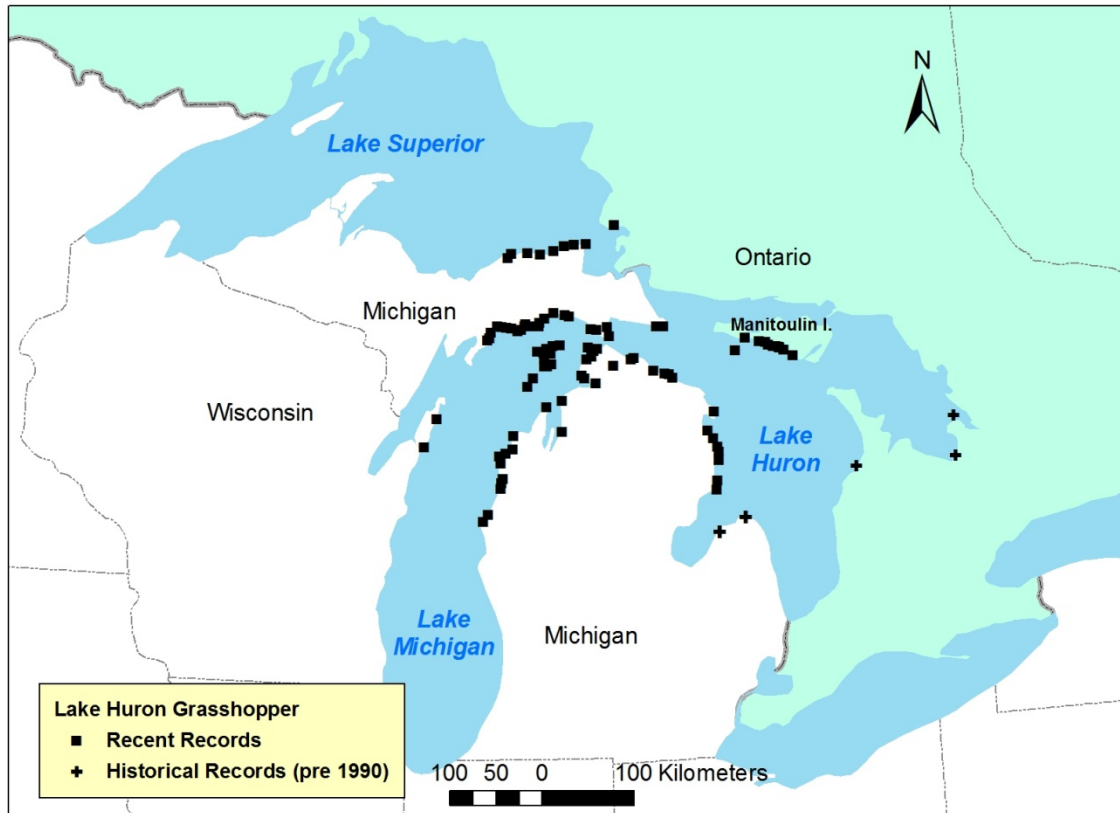 N
Lake Superior
Ontario
Michigan
Manitoulin I.
Wisconsin
Lake
Huron
Lake
Michigan
Michigan
Lake Huron Grasshopper
Recent Records
Historical Records (pre 1990)
100 50 0 100 Kilometers